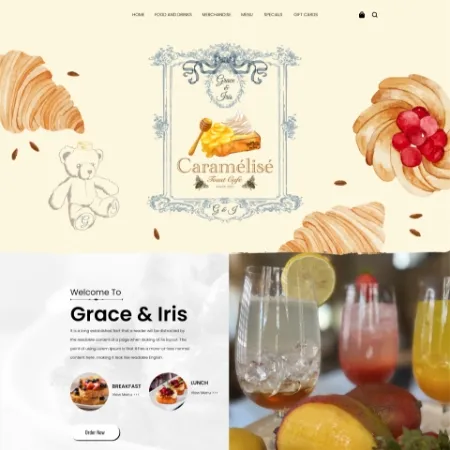 HOME FOOD AND DRINKS MERCHANDISE MENU SPECIALS GIFT CARDS
Grace
&
Iris
Caramélisé
Toast Cafe
G & I
Welcome To
Grace & Iris
It is a long established fact that a reader will be distracted by
the readable content of a page when looking at its layout. The
point of using Lorem Ipsum is that it has a more-or-less normal
content here, making it look like readable English.
BREAKFAST
View Menu >>
LUNCH
View Menu >>
Order Now